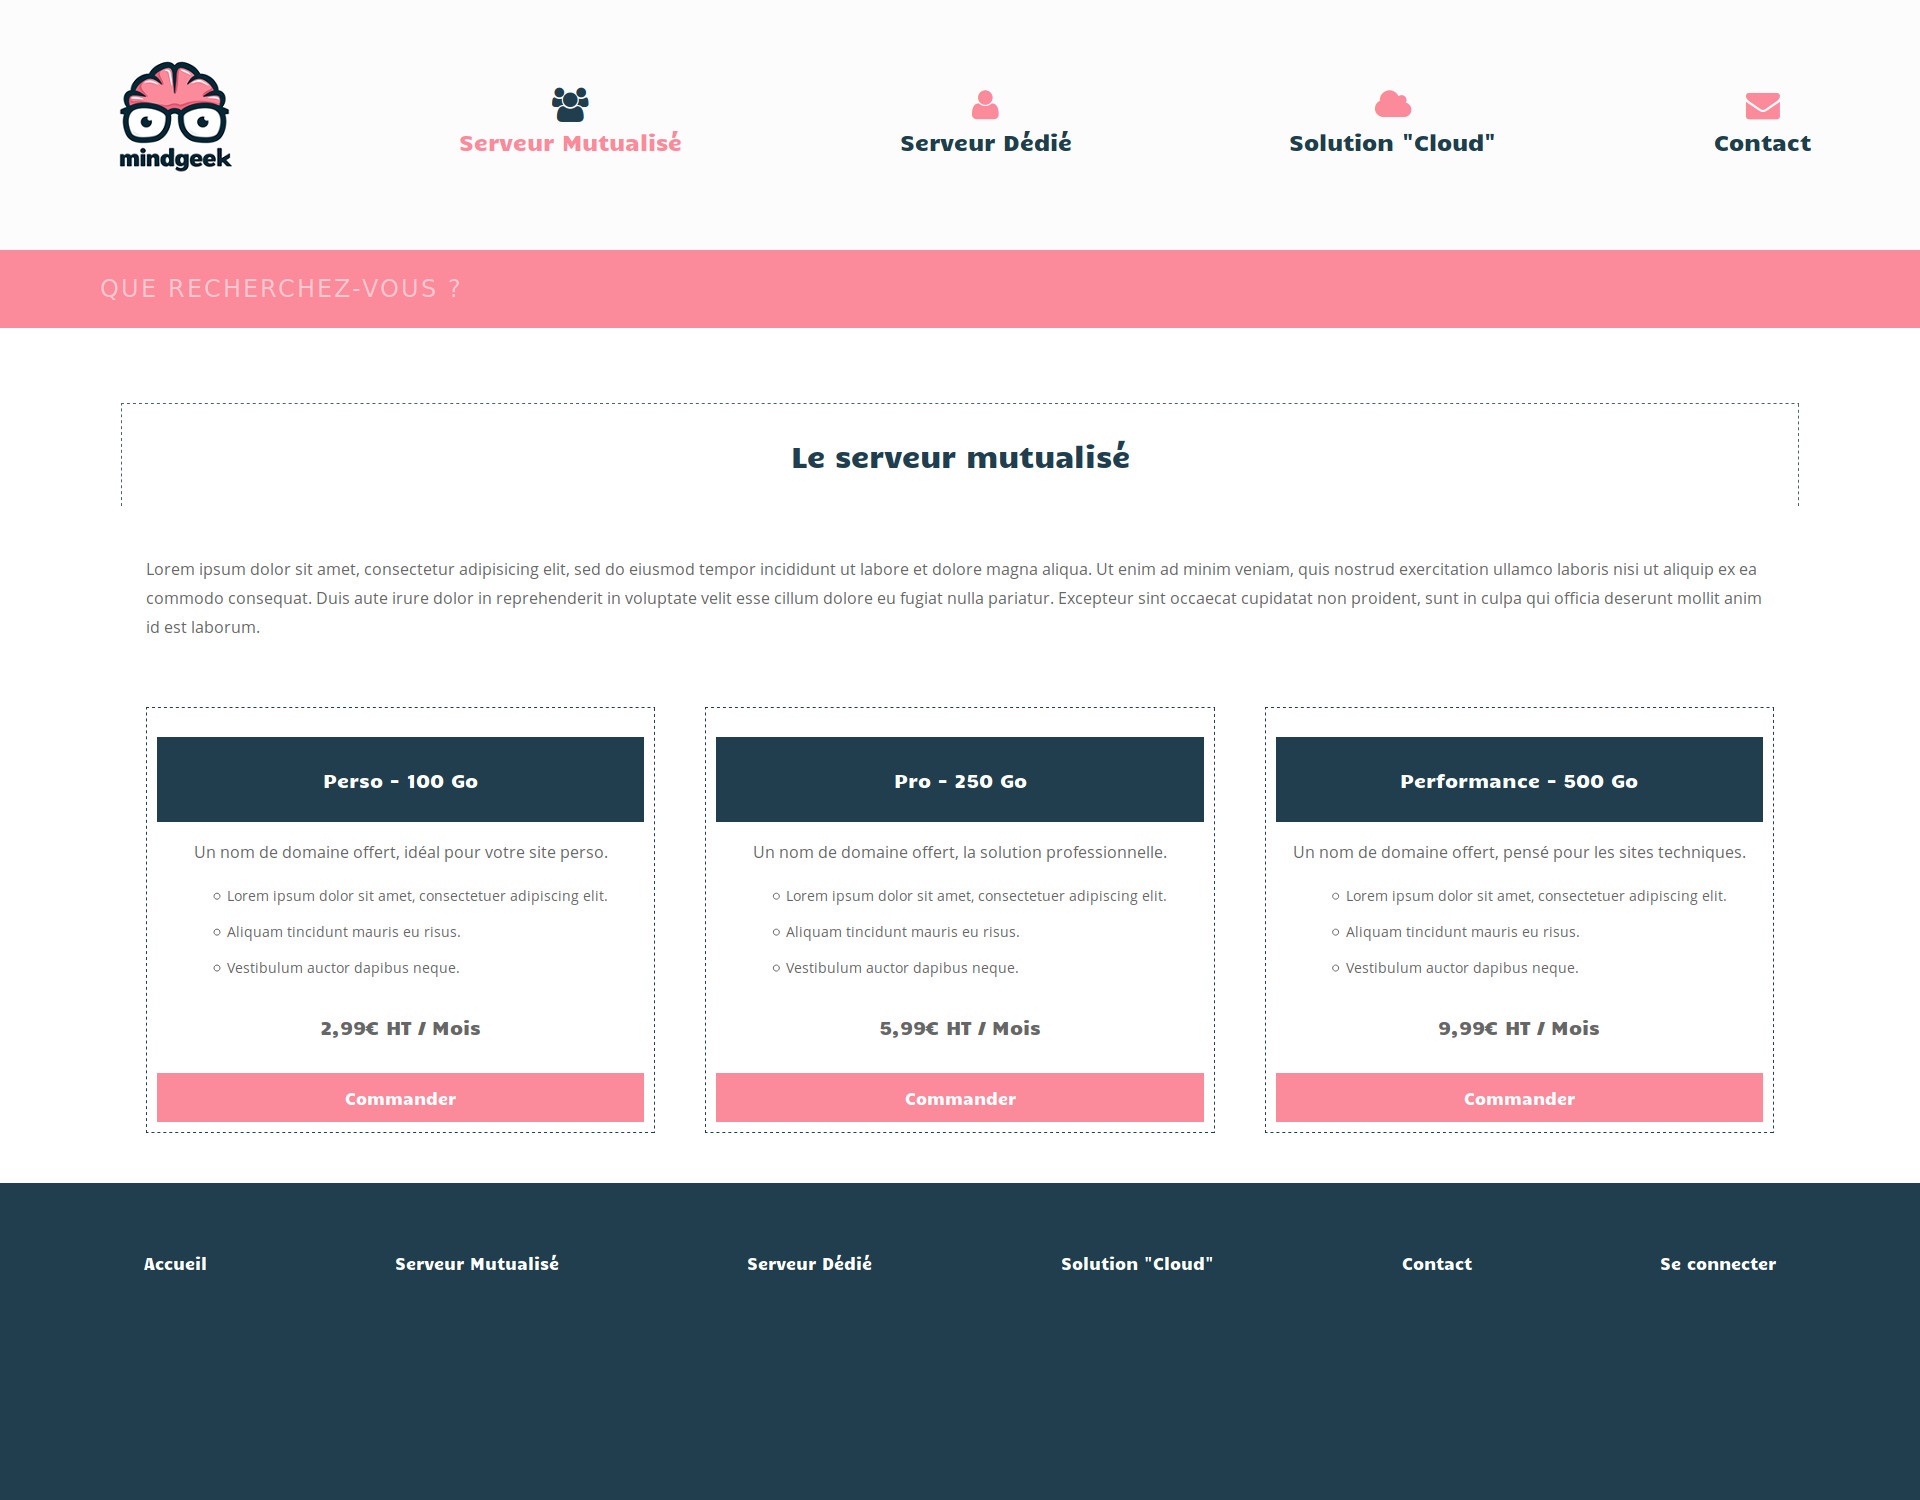 mindgeek
Serveur Mutualisé
Serveur Dédié
Solution "Cloud"
Contact
QUE RECHERCHEZ-VOUS ?
Le serveur mutualisé
Lorem ipsum dolor sit amet, consectetur adipisicing elit, sed do eiusmod tempor incididunt ut labore et dolore magna aliqua. Ut enim ad minim veniam, quis nostrud exercitation ullamco laboris nisi ut aliquip ex ea
commodo consequat. Duis aute irure dolor in reprehenderit in voluptate velit esse cillum dolore eu fugiat nulla pariatur. Excepteur sint occaecat cupidatat non proident, sunt in culpa qui officia deserunt mollit anim
id est laborum.
Perso - 100 Go
Un nom de domaine offert, idéal pour votre site perso.
Lorem ipsum dolor sit amet, consectetuer adipiscing elit.
Aliquam tincidunt mauris eu risus.
Vestibulum auctor dapibus neque.
2,99€ HT / Mois
Commander
Pro - 250 Go
Un nom de domaine offert, la solution professionnelle.
Lorem ipsum dolor sit amet, consectetuer adipiscing elit.
Aliquam tincidunt mauris eu risus.
Vestibulum auctor dapibus neque.
5,99€ HT / Mois
Commander
Performance - 500 Go
Un nom de domaine offert, pensé pour les sites techniques.
Lorem ipsum dolor sit amet, consectetuer adipiscing elit.
Aliquam tincidunt mauris eu risus.
Vestibulum auctor dapibus neque.
9,99€ HT / Mois
Commander
Accueil
Serveur Mutualisé
Serveur Dédié
Solution "Cloud"
Contact
Se connecter